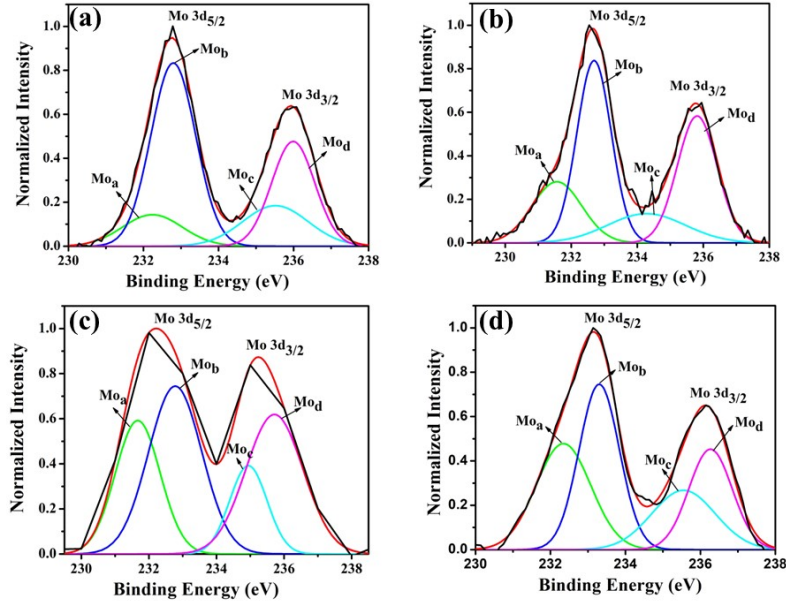 (a)
Mo 3d5/2
Mob
Mo 3d3/2
Moa
Moc
Mod
1.0
0.8
0.6
0.4
0.2
0.0
Normalized Intensity
230 231 232 233 234 235 236 237 238
Binding Energy (eV)
(b)
Mo 3d5/2
Mob
Mo 3d3/2
Moa
Moc
Mod
1.0
0.8
0.6
0.4
0.2
0.0
Normalized Intensity
230 232 234 236 238
Binding Energy (eV)
(c)
Mo 3d5/2
Mo 3d3/2
Moa
Mob
Mod
Moc
1.0
0.8
0.6
0.4
0.2
0.0
Normalized Intensity
230 232 234 236 238
Binding Energy (eV)
(d)
Mo 3d5/2
Mob
Mo 3d3/2
Moa
Mod
Moc
1.0
0.8
0.6
0.4
0.2
0.0
Normalized Intensity
230 232 234 236 238
Binding Energy (eV)